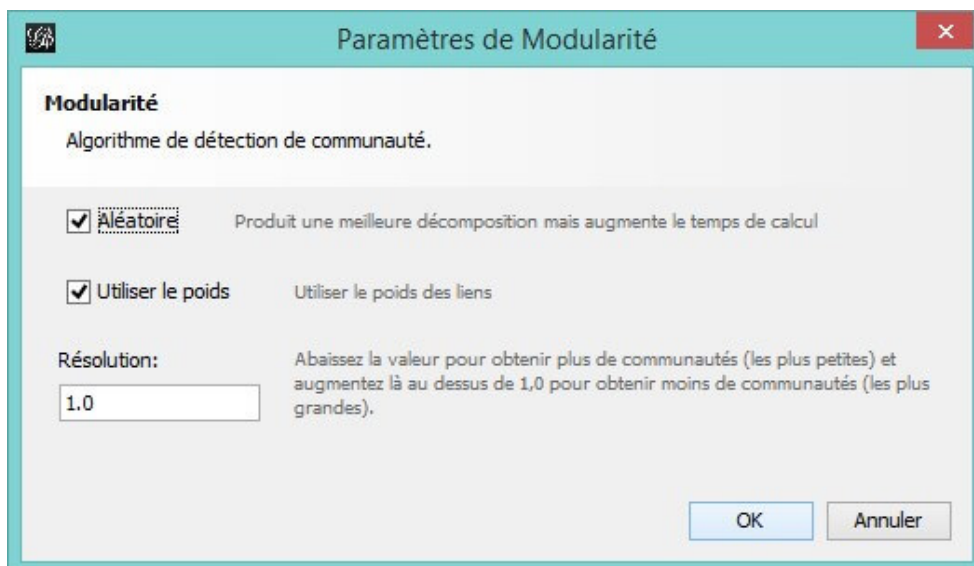 Paramètres de Modularité
Modularité
Algorithme de détection de communauté.
Aléatoire Produit une meilleure décomposition mais augmente le temps de calcul
Utiliser le poids Utiliser le poids des liens
Résolution:
1.0
Abaissez la valeur pour obtenir plus de communautés (les plus petites) et
augmentez là au dessus de 1,0 pour obtenir moins de communautés (les plus
grandes).
OK Annuler